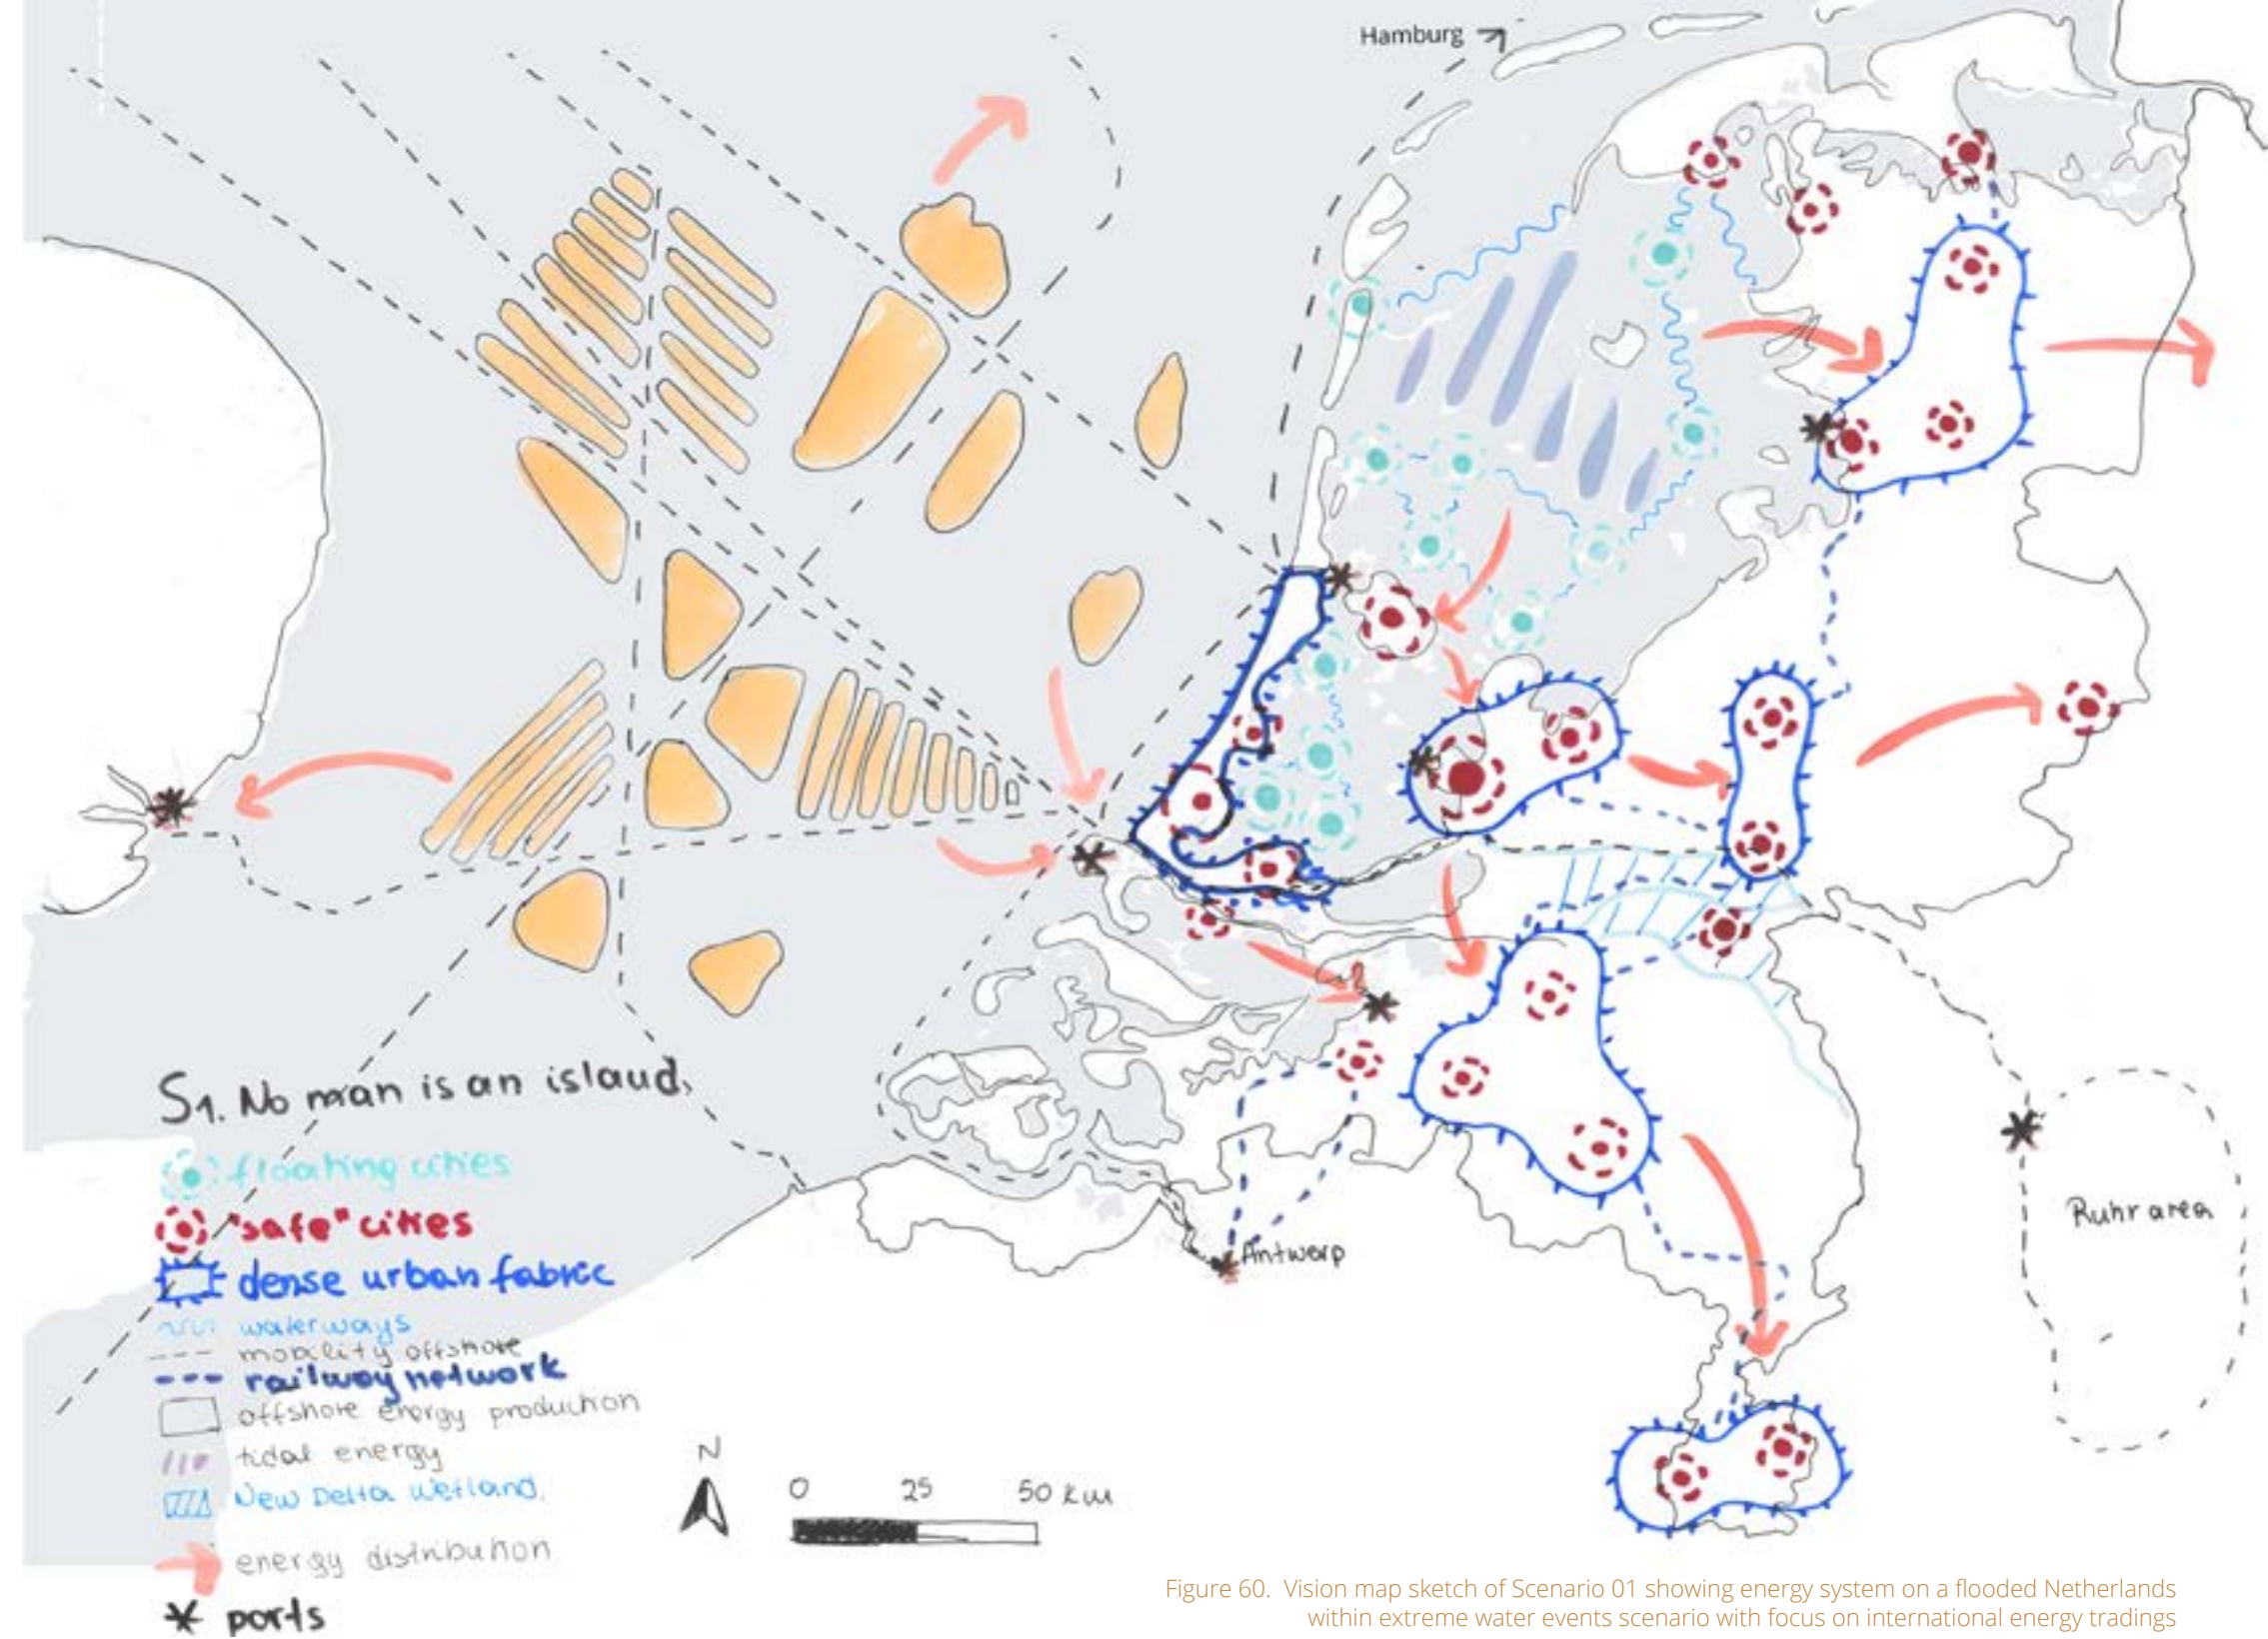 Hamburg
S1. No man is an island,
floating cities
"safe" cities
dense urban fabric
waterways
mobility offshore
railway network
offshore energy production
tidal energy
New Delta wetland,
energy distribution
ports
N
0 25 50 km
Antwerp
Ruhr area
Figure 60. Vision map sketch of Scenario 01 showing energy system on a flooded Netherlands
within extreme water events scenario with focus on international energy tradings